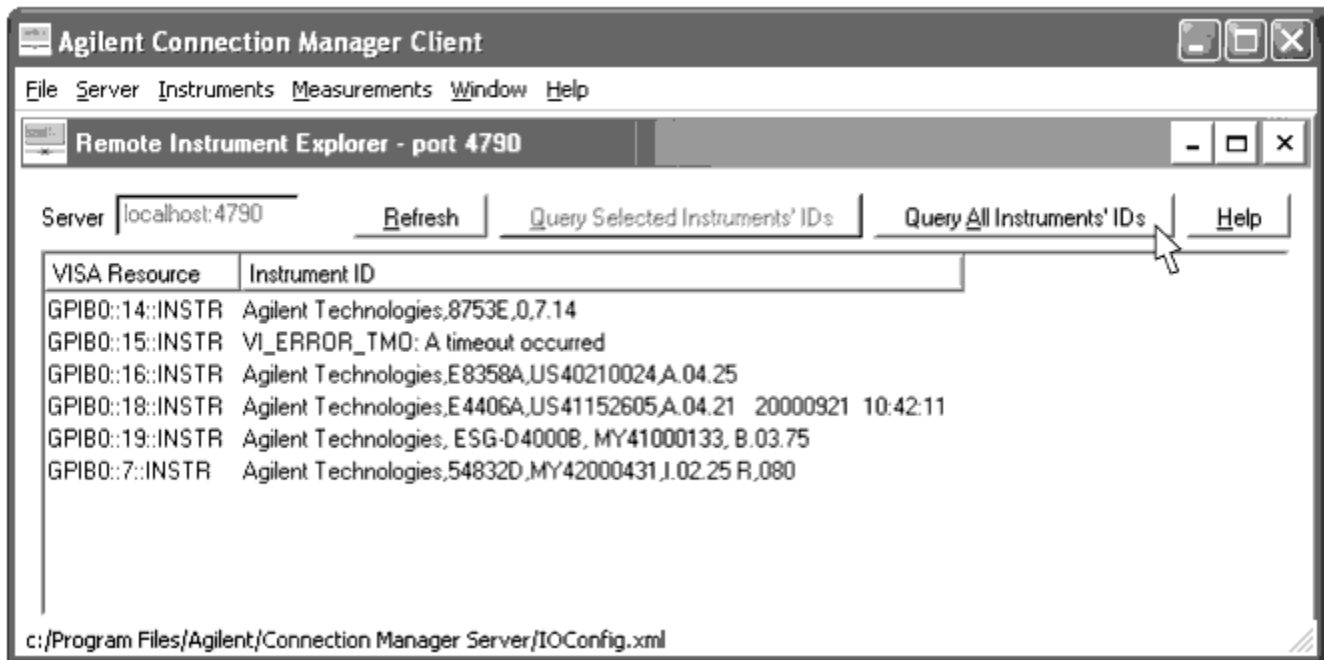 Agilent Connection Manager Client
File Server Instruments Measurements Window Help
Remote Instrument Explorer - port 4790
Server localhost:4790 Refresh Query Selected Instruments' IDs Query All Instruments' IDs Help
VISA Resource Instrument ID
GPIB0::14::INSTR Agilent Technologies,8753E,0,7.14
GPIB0::15::INSTR VI_ERROR_TMO: A timeout occurred
GPIB0::16::INSTR Agilent Technologies,E8358A,US40210024,A.04.25
GPIB0::18::INSTR Agilent Technologies,E4406A,US41152605,A.04.21 20000921 10:42:11
GPIB0::19::INSTR Agilent Technologies, ESG-D4000B, MY41000133, B.03.75
GPIB0::7::INSTR Agilent Technologies,54832D,MY42000431,I.02.25 R,080
c:/Program Files/Agilent/Connection Manager Server/IOConfig.xml